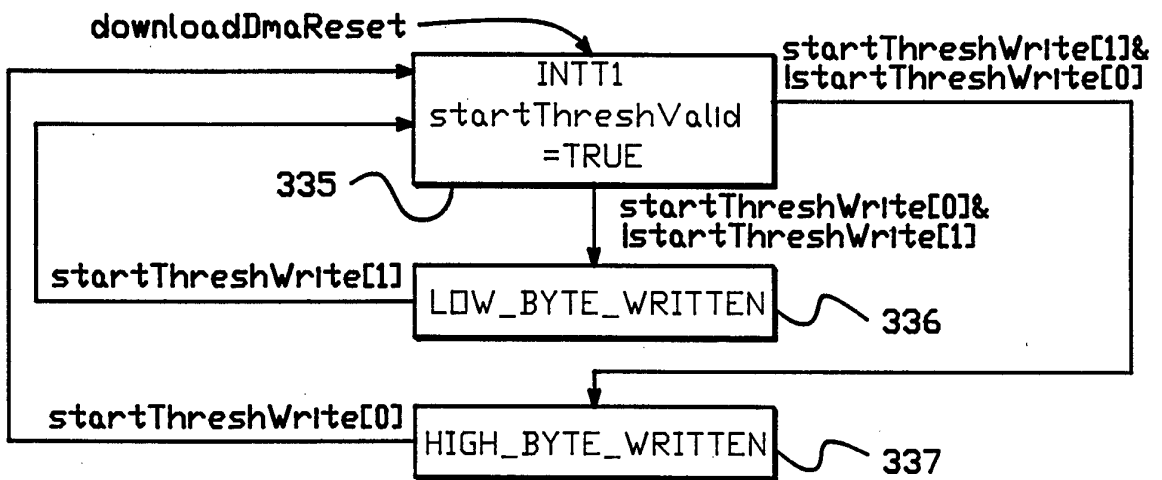 downloadDmaReset
startThreshWrite[1]&
!startThreshWrite[0]
INTT1
startThreshValid
=TRUE
335
startThreshWrite[0]&
!startThreshWrite[1]
startThreshWrite[1]
LOW_BYTE_WRITTEN
336
startThreshWrite[0]
HIGH_BYTE_WRITTEN
337